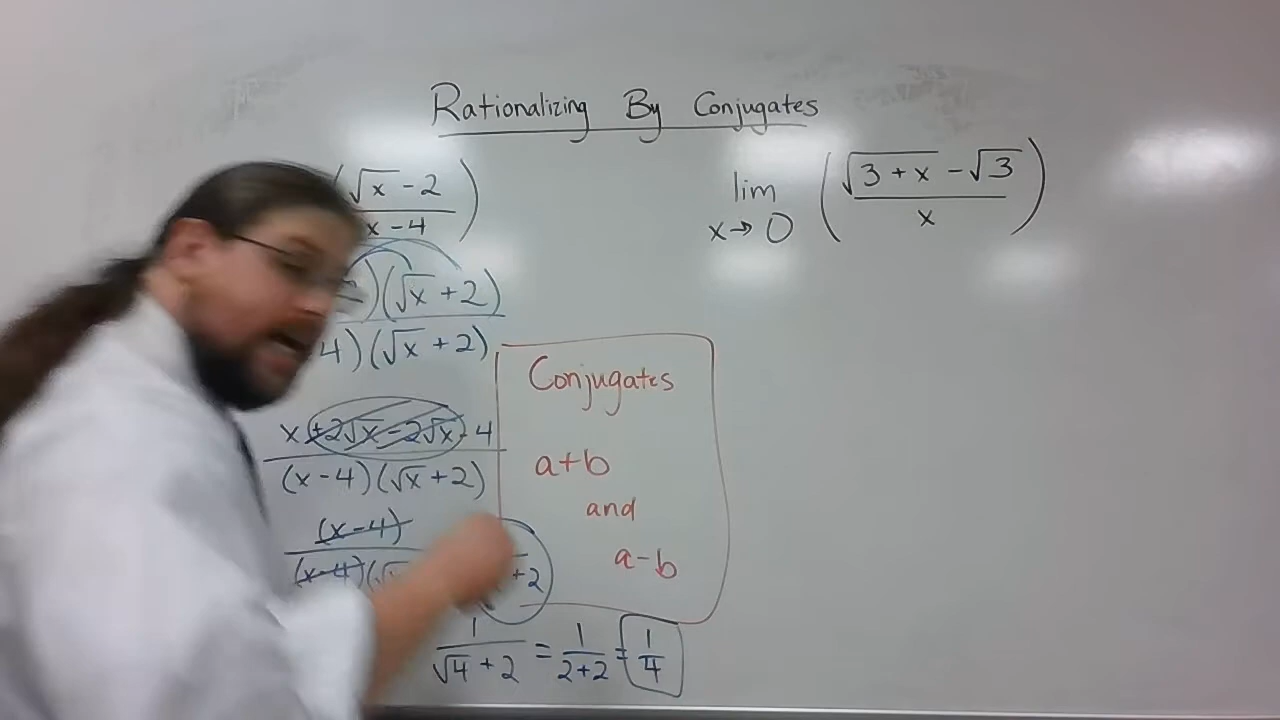 Rationalizing By Conjugates
(√x - 2)
x - 4
)(√x + 2)
4)(√x + 2)
x + 2√x - 2√x - 4
(x - 4)(√x + 2)
(x - 4)
(x - 4)(√
+ 2
1
√4 + 2
=
1
2+2
=
1
4
Conjugates
a+b
and
a-b
lim
x→0
(√3 + x - √3)
x